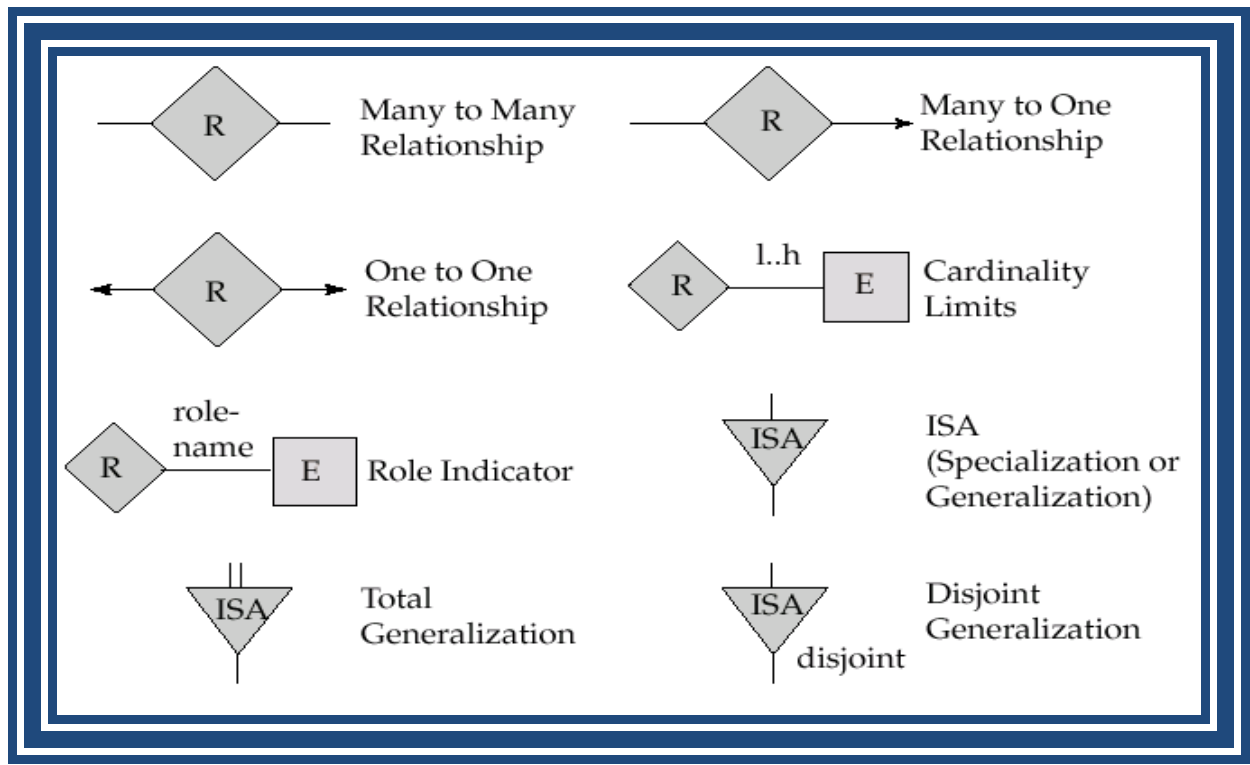 R
Many to Many
Relationship
R
Many to One
Relationship
R
One to One
Relationship
R
l..h
E
Cardinality
Limits
R
role-
name
E
Role Indicator
ISA
ISA
(Specialization or
Generalization)
ISA
Total
Generalization
ISA
disjoint
Disjoint
Generalization